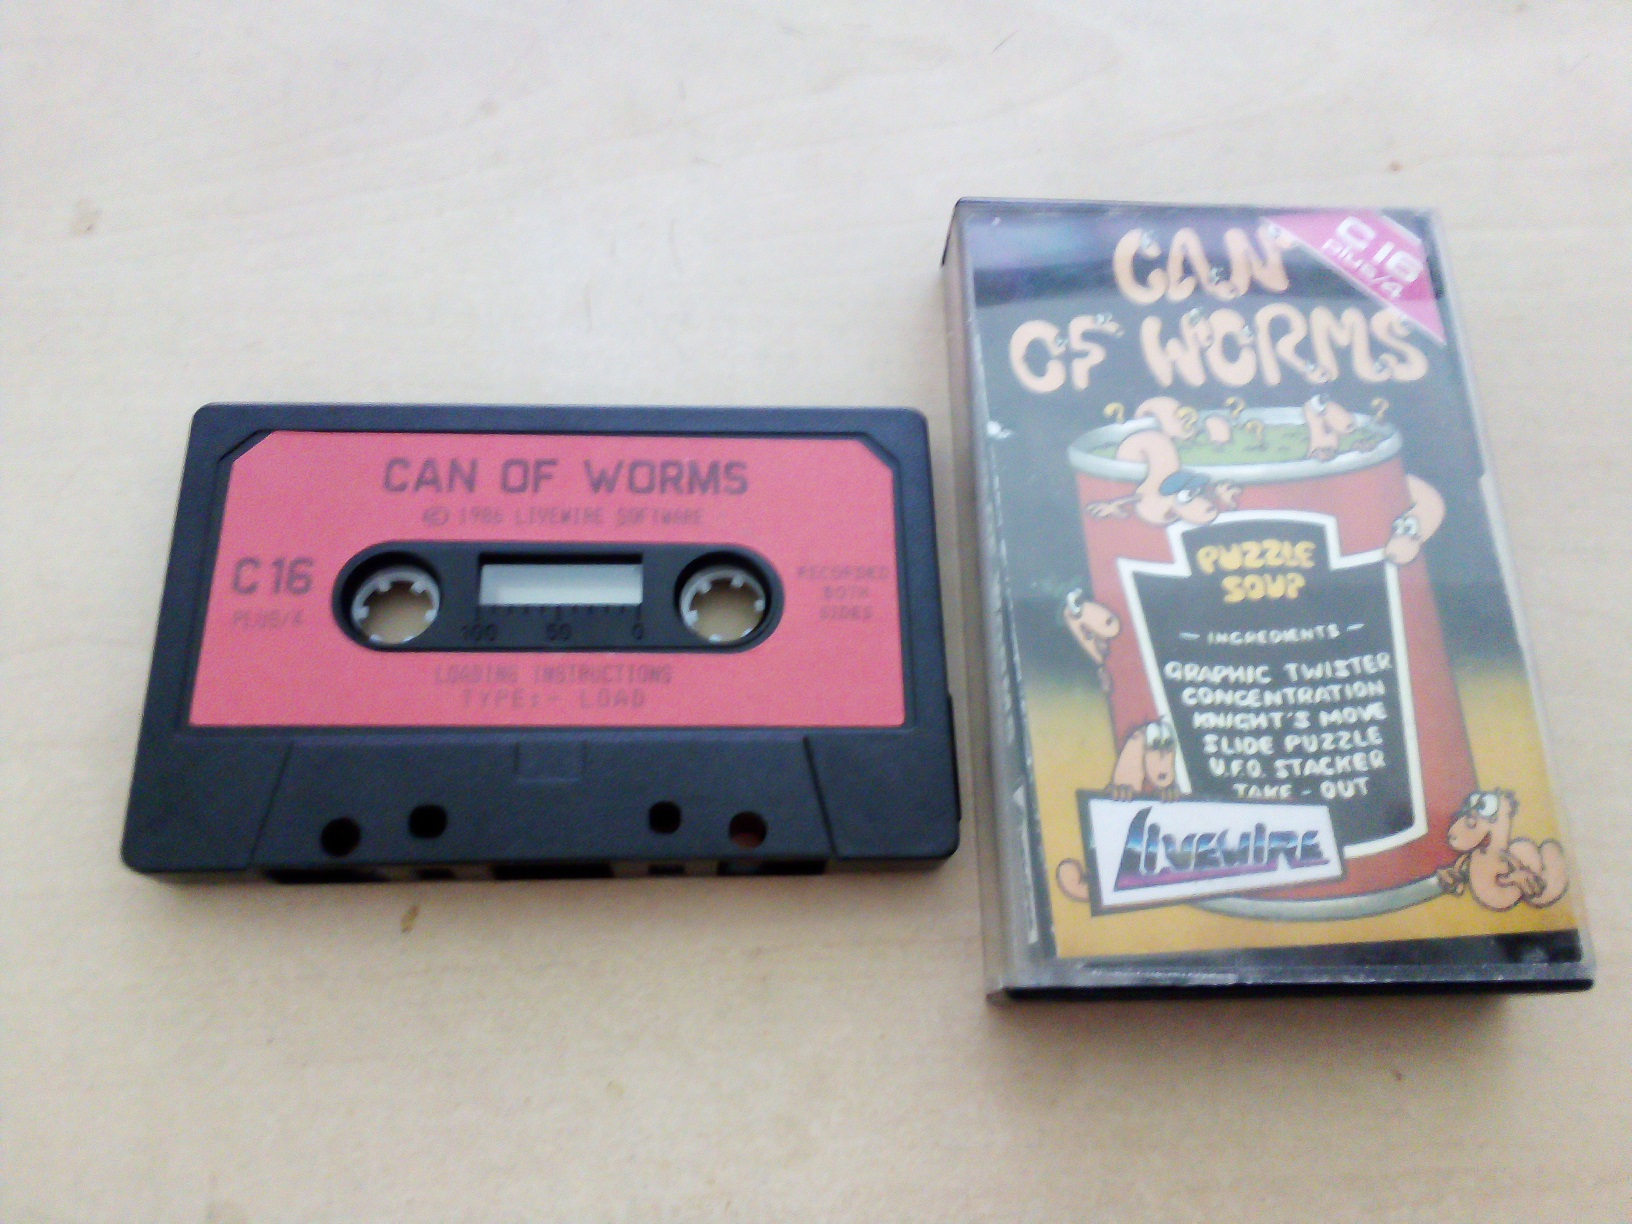 CAN OF WORMS
© 1986 LIVEWIRE SOFTWARE
C16
PLUS/4
RECORDED
BOTH
SIDES
100 50 0
LOADING INSTRUCTIONS
TYPE:- LOAD
CAN
OF WORMS
C16
plus/4
PUZZLE
SOUP
- INGREDIENTS -
GRAPHIC TWISTER
CONCENTRATION
KNIGHT'S MOVE
SLIDE PUZZLE
U.F.O. STACKER
TAKE-OUT
LIVEWIRE